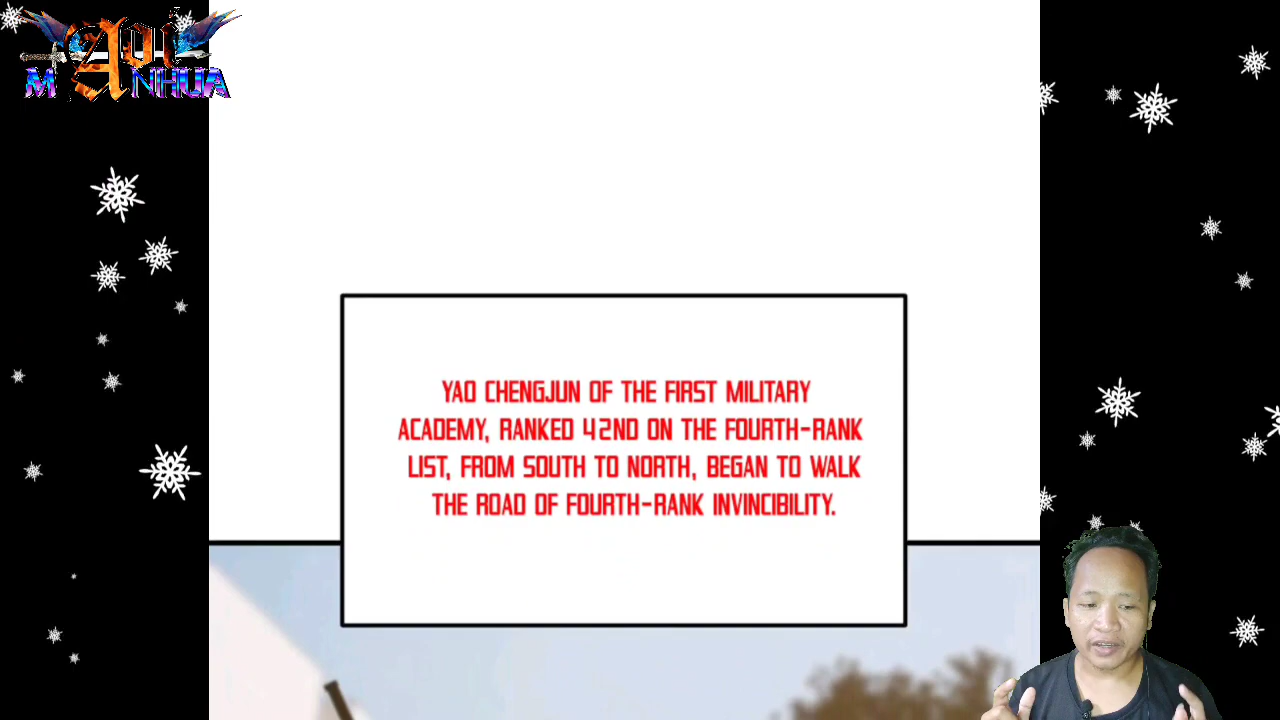 Aoi
MANHUA
YAO CHENGJUN OF THE FIRST MILITARY
ACADEMY, RANKED 42ND ON THE FOURTH-RANK
LIST, FROM SOUTH TO NORTH, BEGAN TO WALK
THE ROAD OF FOURTH-RANK INVINCIBILITY.